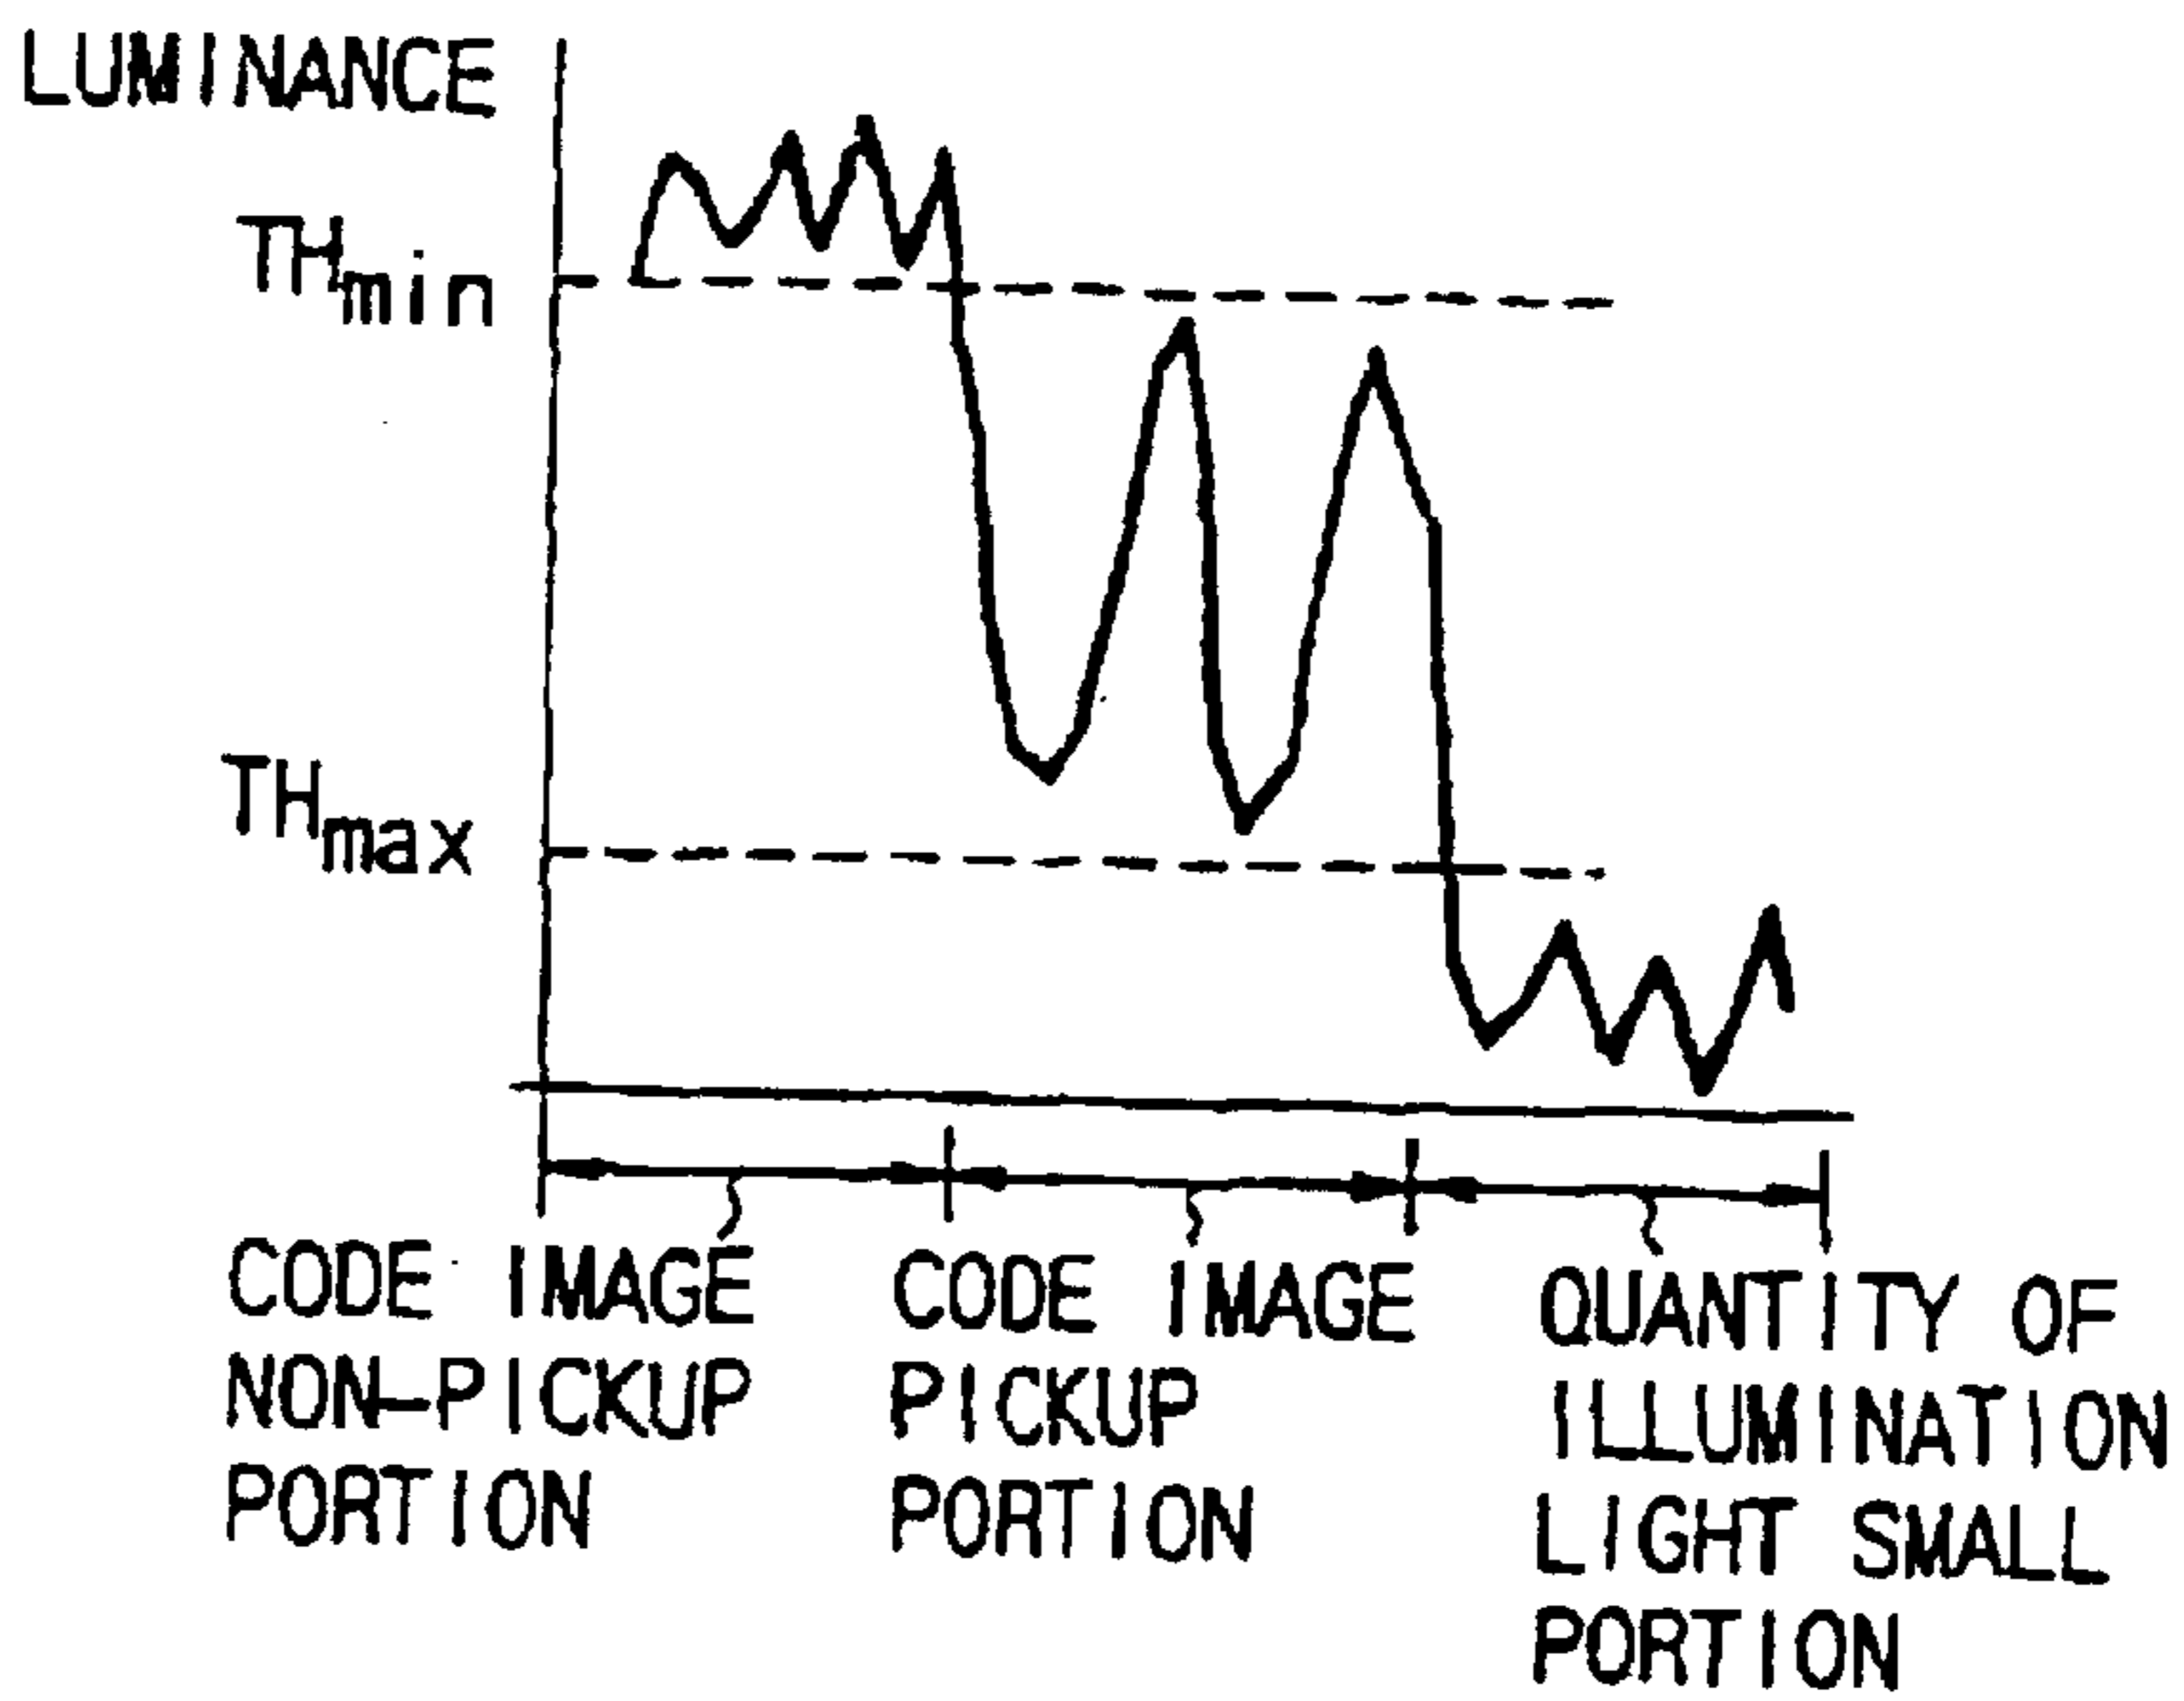 LUMINANCE
THmin
THmax
CODE IMAGE
NON-PICKUP
PORTION
CODE IMAGE
PICKUP
PORTION
QUANTITY OF
ILLUMINATION
LIGHT SMALL
PORTION